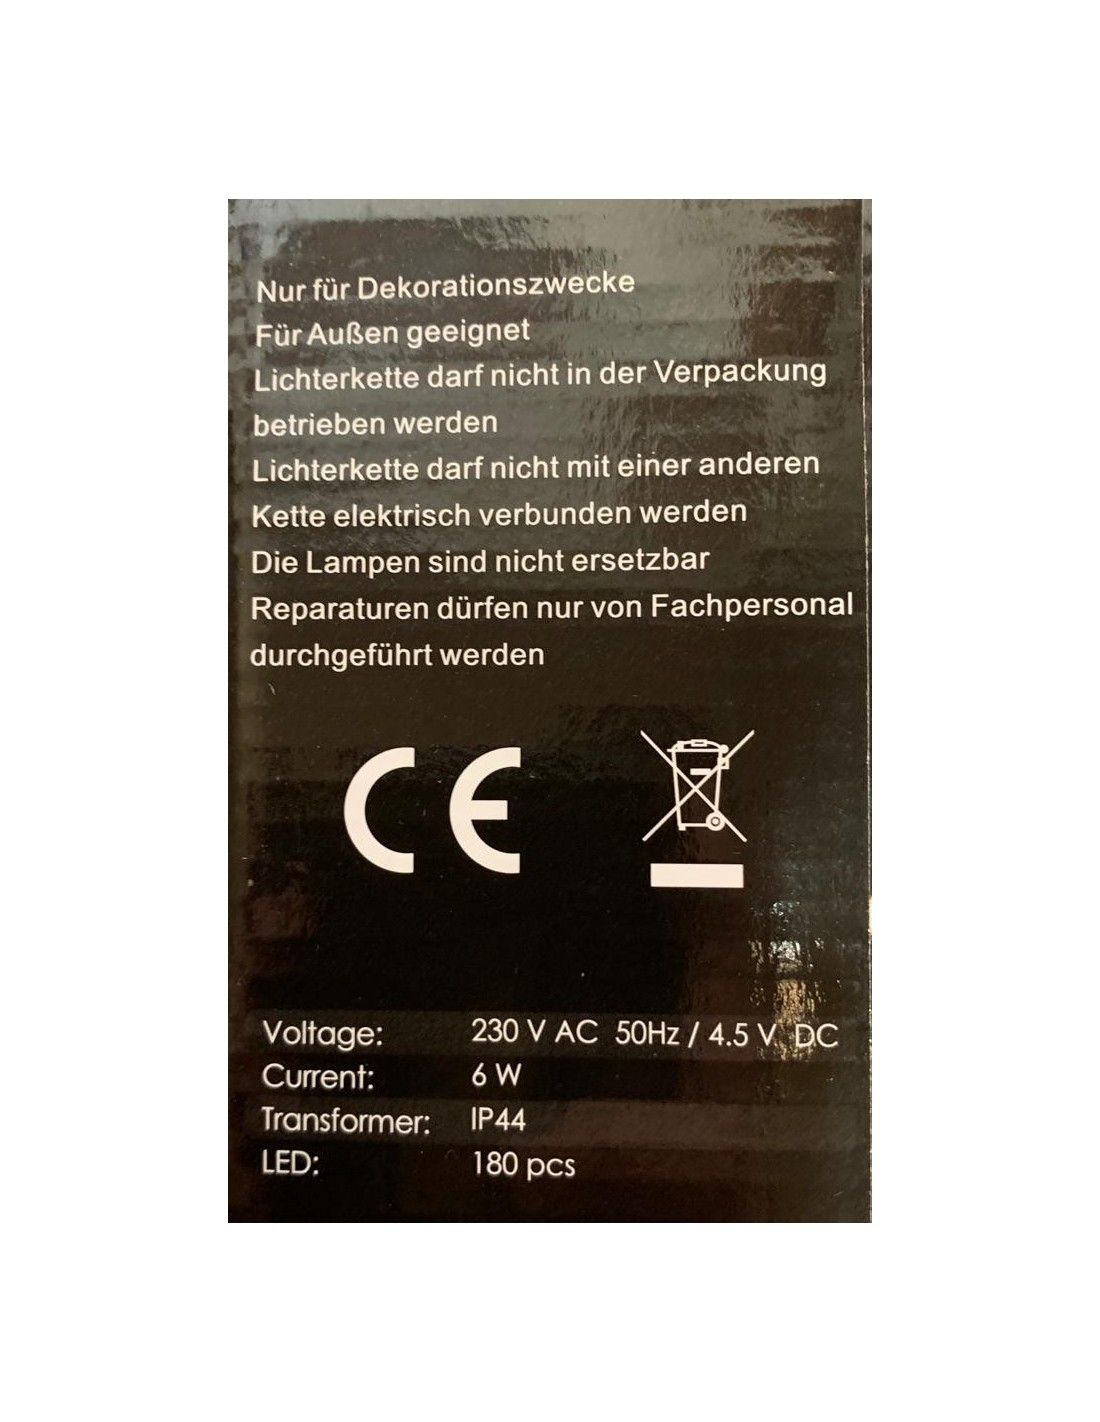 Nur für Dekorationszwecke
Für Außen geeignet
Lichterkette darf nicht in der Verpackung
betrieben werden
Lichterkette darf nicht mit einer anderen
Kette elektrisch verbunden werden
Die Lampen sind nicht ersetzbar
Reparaturen dürfen nur von Fachpersonal
durchgeführt werden
CE
Voltage: 230 V AC 50Hz / 4.5 V DC
Current: 6 W
Transformer: IP44
LED: 180 pcs